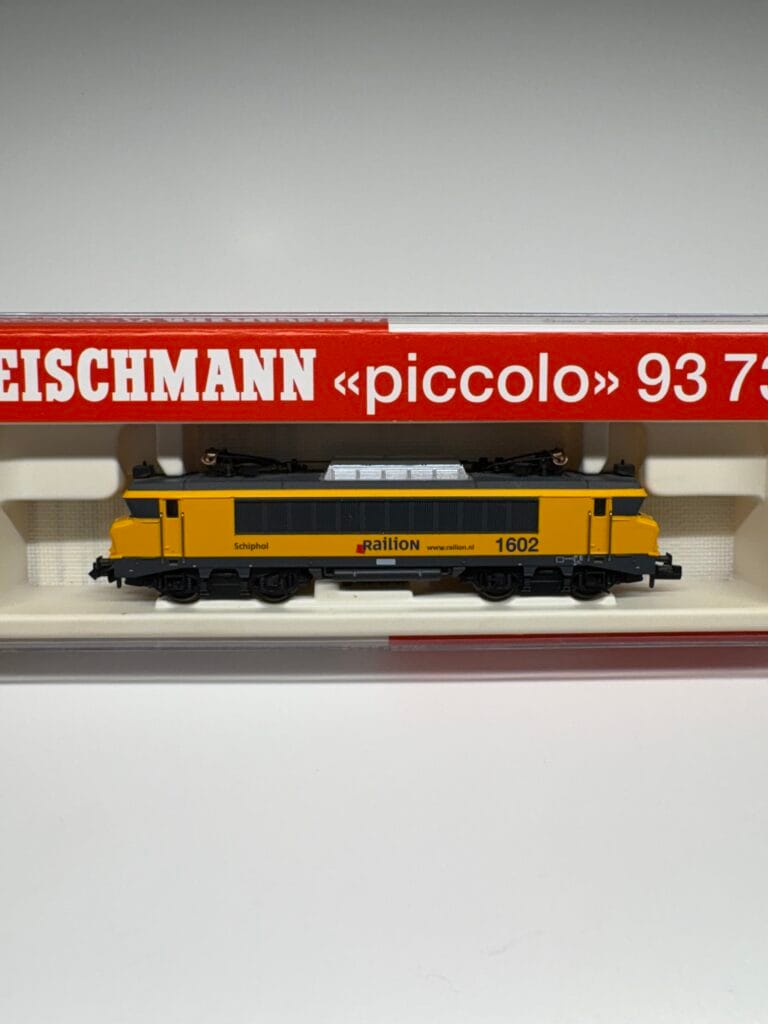 EISCHMANN «piccolo» 93 73
Schiphol RaiLiON www.railion.nl 1602